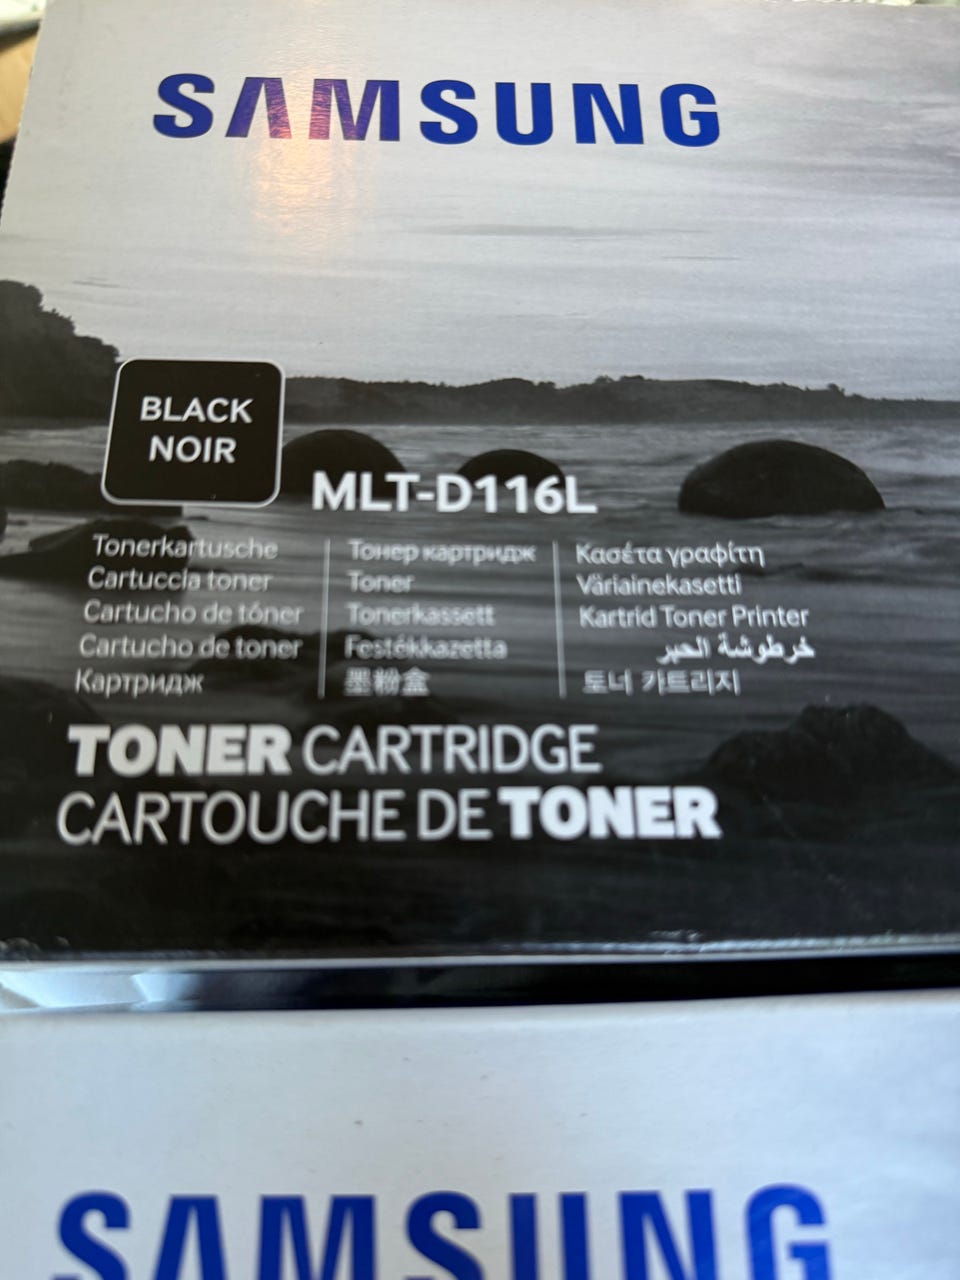 SAMSUNG
BLACK
NOIR
MLT-D116L
Tonerkartusche
Cartuccia toner
Cartucho de tóner
Cartucho de toner
Картридж
Тонер картридж
Toner
Tonerkassett
Festékkazetta
墨粉盒
Κασέτα γραφίτη
Väriainekasetti
Kartrid Toner Printer
خرطوشة الحبر
토너 카트리지
TONER CARTRIDGE
CARTOUCHE DE TONER
SAMSUNG